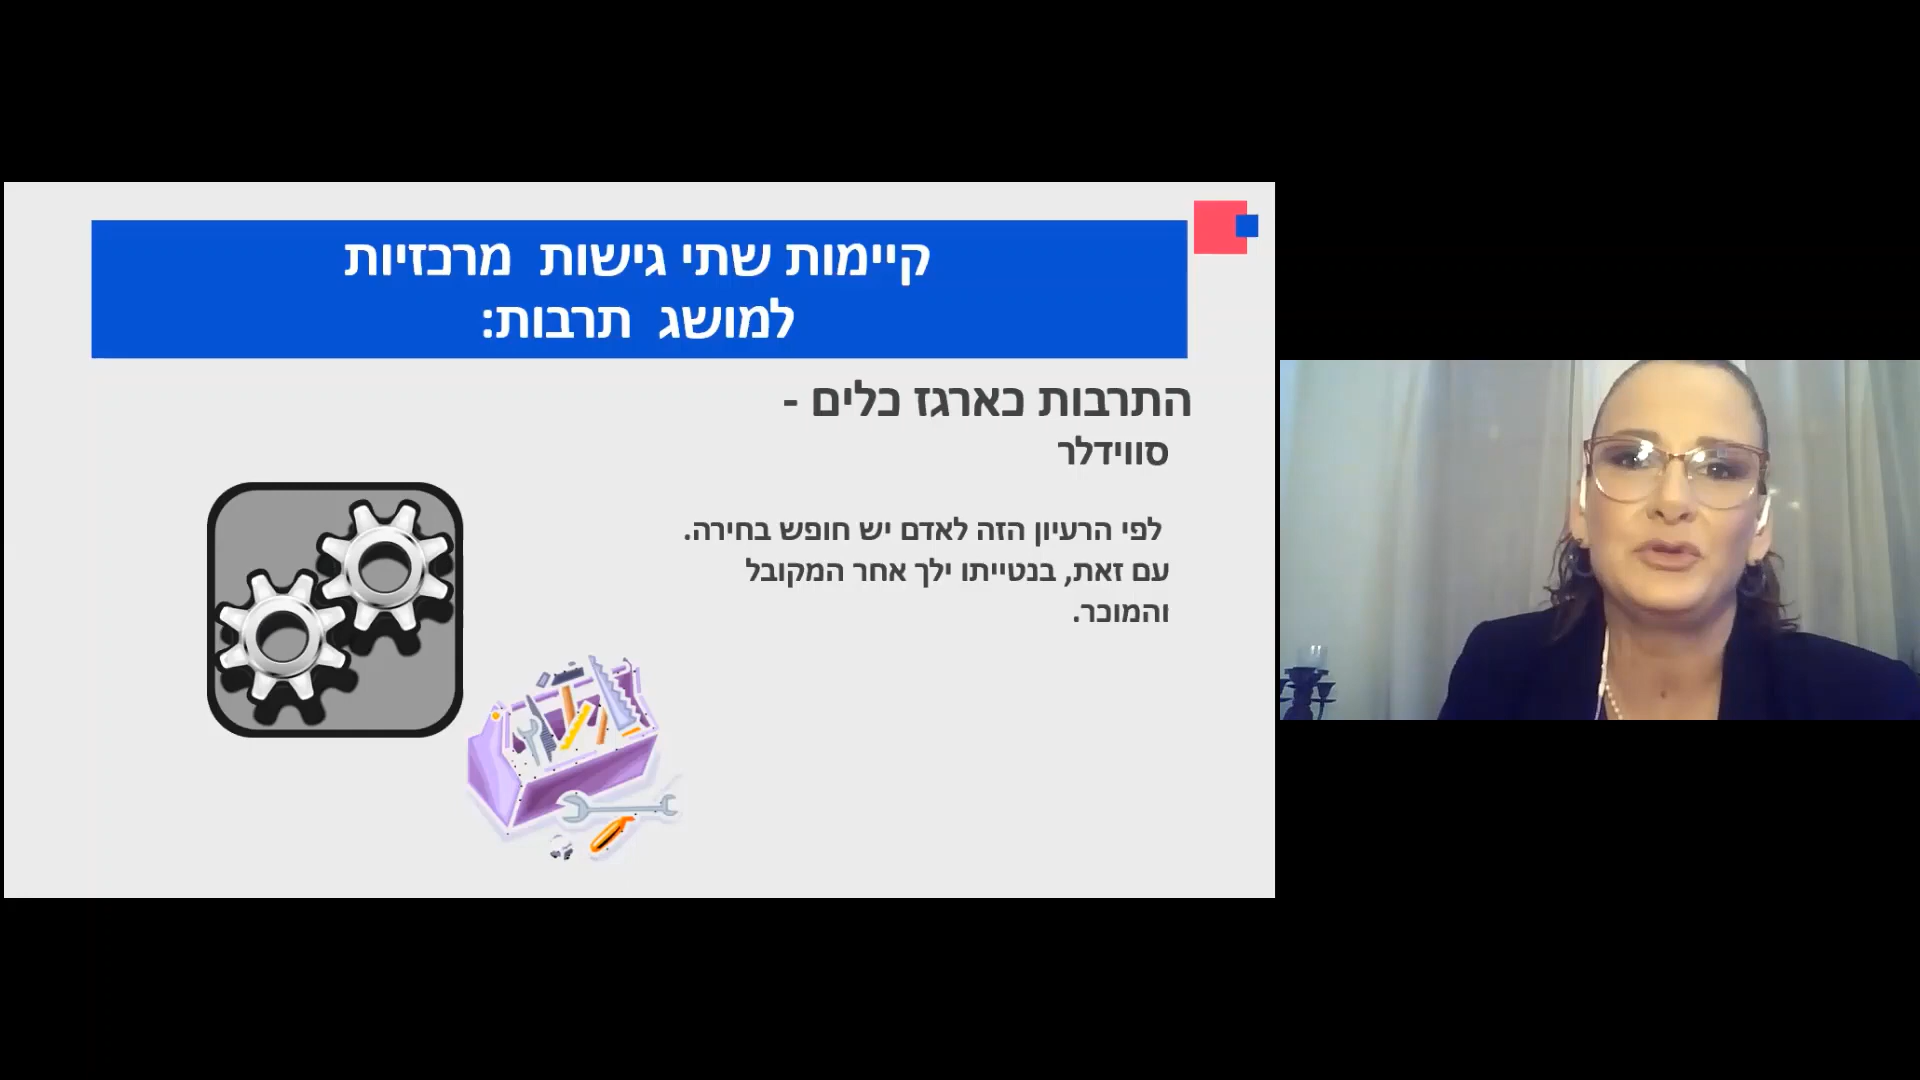 קיימות שתי גישות מרכזיות
למושג תרבות:
התרבות כארגז כלים -
סווידלר
לפי הרעיון הזה לאדם יש חופש בחירה.
עם זאת, בנטייתו ילך אחר המקובל
והמוכר.